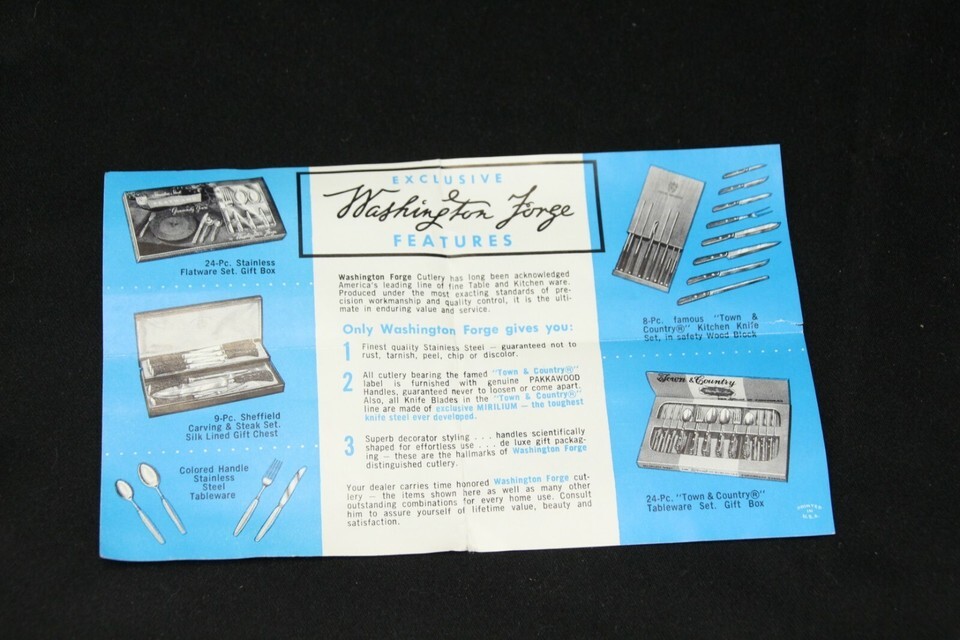 24-Pc. Stainless
Flatware Set. Gift Box
9-Pc. Sheffield
Carving & Steak Set.
Silk Lined Gift Chest
Colored Handle
Stainless
Steel
Tableware
EXCLUSIVE
Washington Forge
FEATURES
Washington Forge Cutlery has long been acknowledged
America's leading line of fine Table and Kitchen ware.
Produced under the most exacting standards of pre-
cision workmanship and quality control, it is the ulti-
mate in enduring value and service.
Only Washington Forge gives you:
1 Finest quality Stainless Steel — guaranteed not to
rust, tarnish, peel, chip or discolor.
2 All cutlery bearing the famed "Town & Country®"
label is furnished with genuine PAKKAWOOD
Handles, guaranteed never to loosen or come apart.
Also, all Knife Blades in the "Town & Country®"
line are made of exclusive MIRILIUM — the toughest
knife steel ever developed.
3 Superb decorator styling . . . handles scientifically
shaped for effortless use . . . de luxe gift packag-
ing — these are the hallmarks of Washington Forge
distinguished cutlery.
Your dealer carries time honored Washington Forge cut-
lery — the items shown here as well as many other
outstanding combinations for every home use. Consult
him to assure yourself of lifetime value, beauty and
satisfaction.
8-Pc. famous "Town &
Country®" Kitchen Knife
Set, in safety Wood Block
Town & Country
24-Pc. "Town & Country®"
Tableware Set. Gift Box
PRINTED
IN
U.S.A.